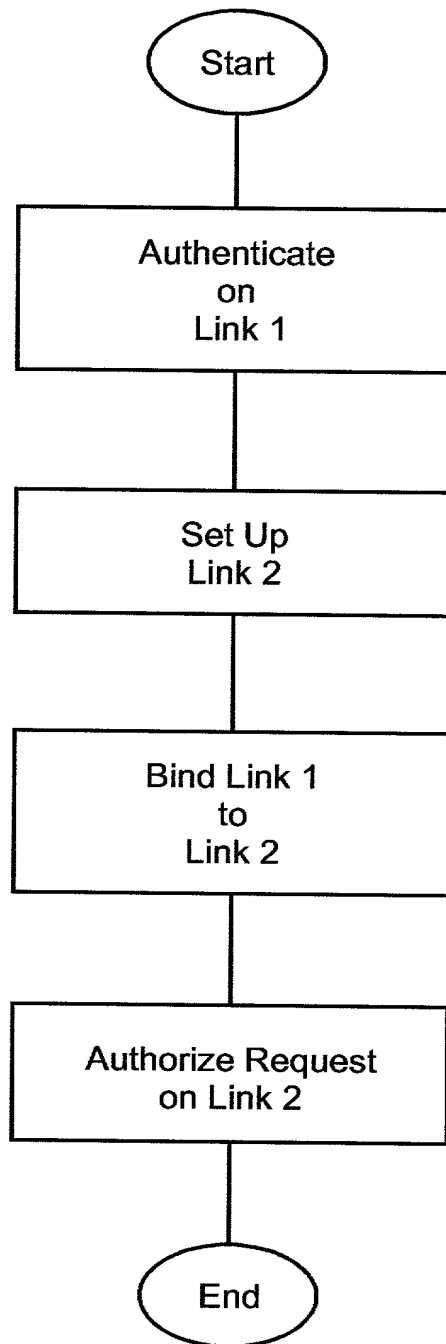 Start
Authenticate
on
Link 1
Set Up
Link 2
Bind Link 1
to
Link 2
Authorize Request
on Link 2
End